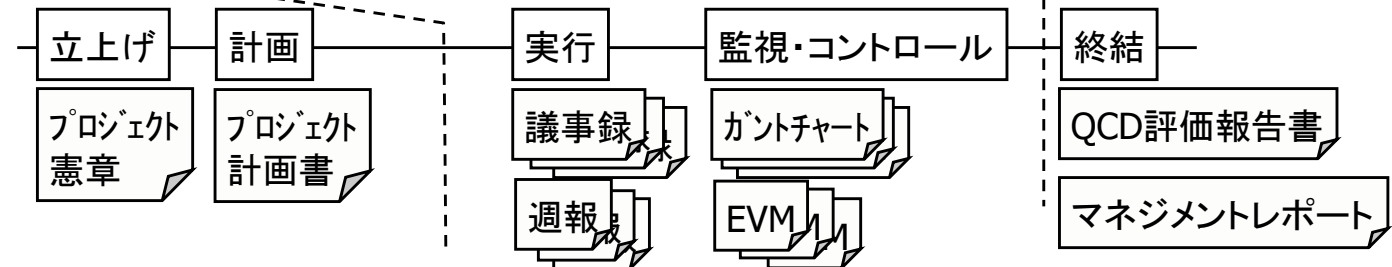 立上げ
計画
実行
監視・コントロール
終結
プロジェクト
憲章
プロジェクト
計画書
議事録
ガントチャート
QCD評価報告書
週報
EVM
マネジメントレポート